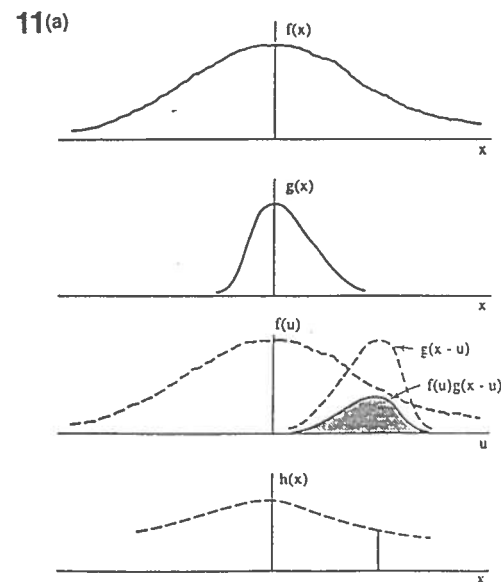 11(a)
f(x)
x
g(x)
x
f(u)
g(x - u)
f(u)g(x - u)
u
h(x)
x